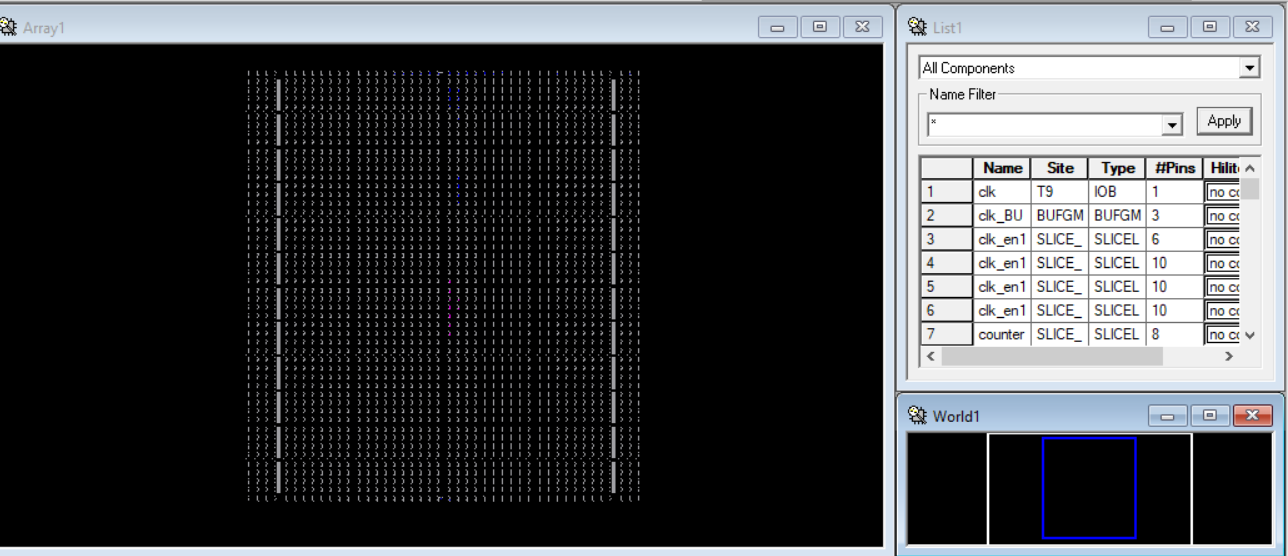 Array1
List1
All Components
Name Filter
*
Apply
Name Site Type #Pins Hilit
1 clk T9 IOB 1 no co
2 clk_BU BUFGM BUFGM 3 no co
3 clk_en1 SLICE_ SLICEL 6 no co
4 clk_en1 SLICE_ SLICEL 10 no co
5 clk_en1 SLICE_ SLICEL 10 no co
6 clk_en1 SLICE_ SLICEL 10 no co
7 counter SLICE_ SLICEL 8 no co
World1